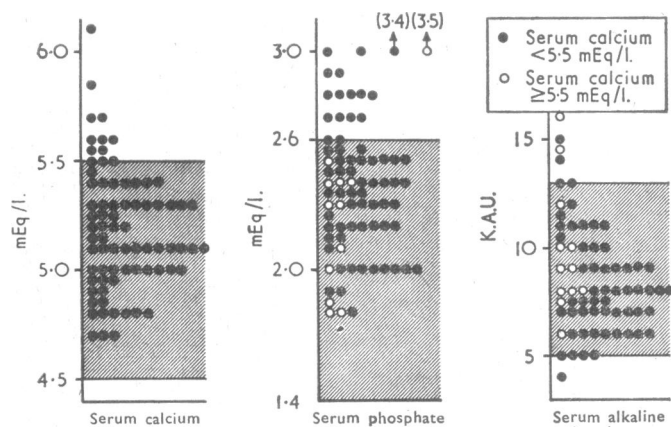 6·0
5·5
5·0
4·5
mEq/l.
Serum calcium
(3·4) (3·5)
3·0
2·6
2·0
1·4
mEq/l.
Serum phosphate
● Serum calcium
<5·5 mEq/l.
○ Serum calcium
≥5·5 mEq/l.
15
10
5
K.A.U.
Serum alkaline